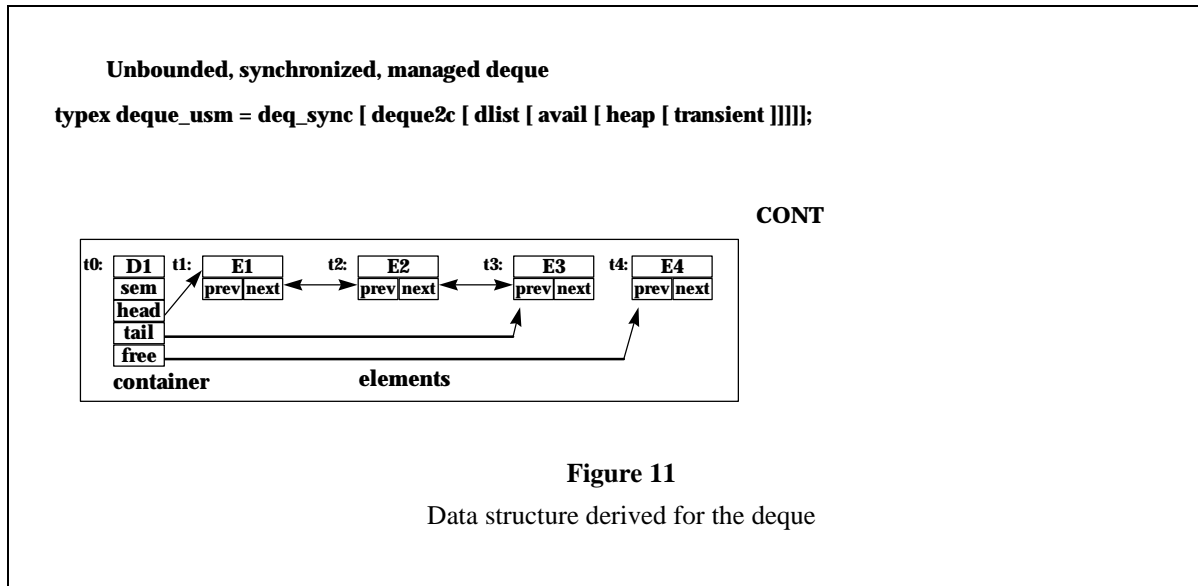 Unbounded, synchronized, managed deque
typex deque_usm = deq_sync [ deque2c [ dlist [ avail [ heap [ transient ]]]]];
CONT
t0: D1 t1: E1 t2: E2 t3: E3 t4: E4
sem prev next prev next prev next prev next
head
tail
free
container elements
Figure 11
Data structure derived for the deque